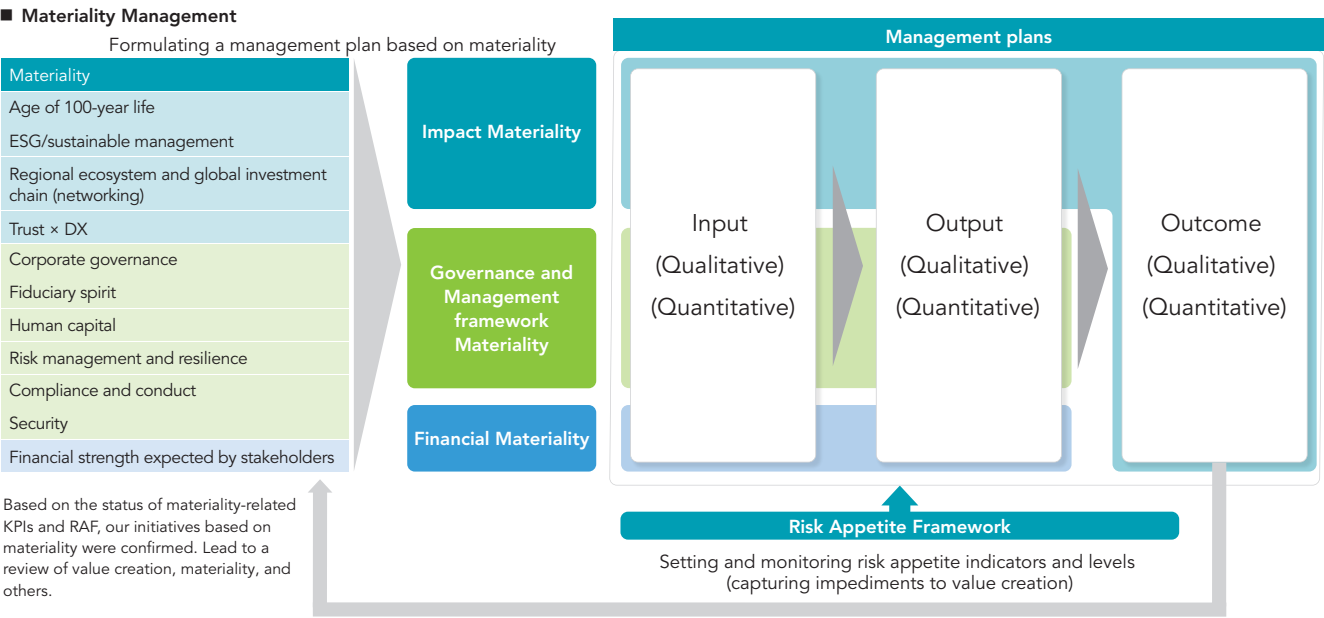 ■ Materiality Management
Formulating a management plan based on materiality
Materiality
Age of 100-year life
ESG/sustainable management
Regional ecosystem and global investment
chain (networking)
Trust × DX
Corporate governance
Fiduciary spirit
Human capital
Risk management and resilience
Compliance and conduct
Security
Financial strength expected by stakeholders
Based on the status of materiality-related
KPIs and RAF, our initiatives based on
materiality were confirmed. Lead to a
review of value creation, materiality, and
others.
Impact Materiality
Governance and
Management
framework
Materiality
Financial Materiality
Management plans
Input
(Qualitative)
(Quantitative)
Output
(Qualitative)
(Quantitative)
Outcome
(Qualitative)
(Quantitative)
Risk Appetite Framework
Setting and monitoring risk appetite indicators and levels
(capturing impediments to value creation)